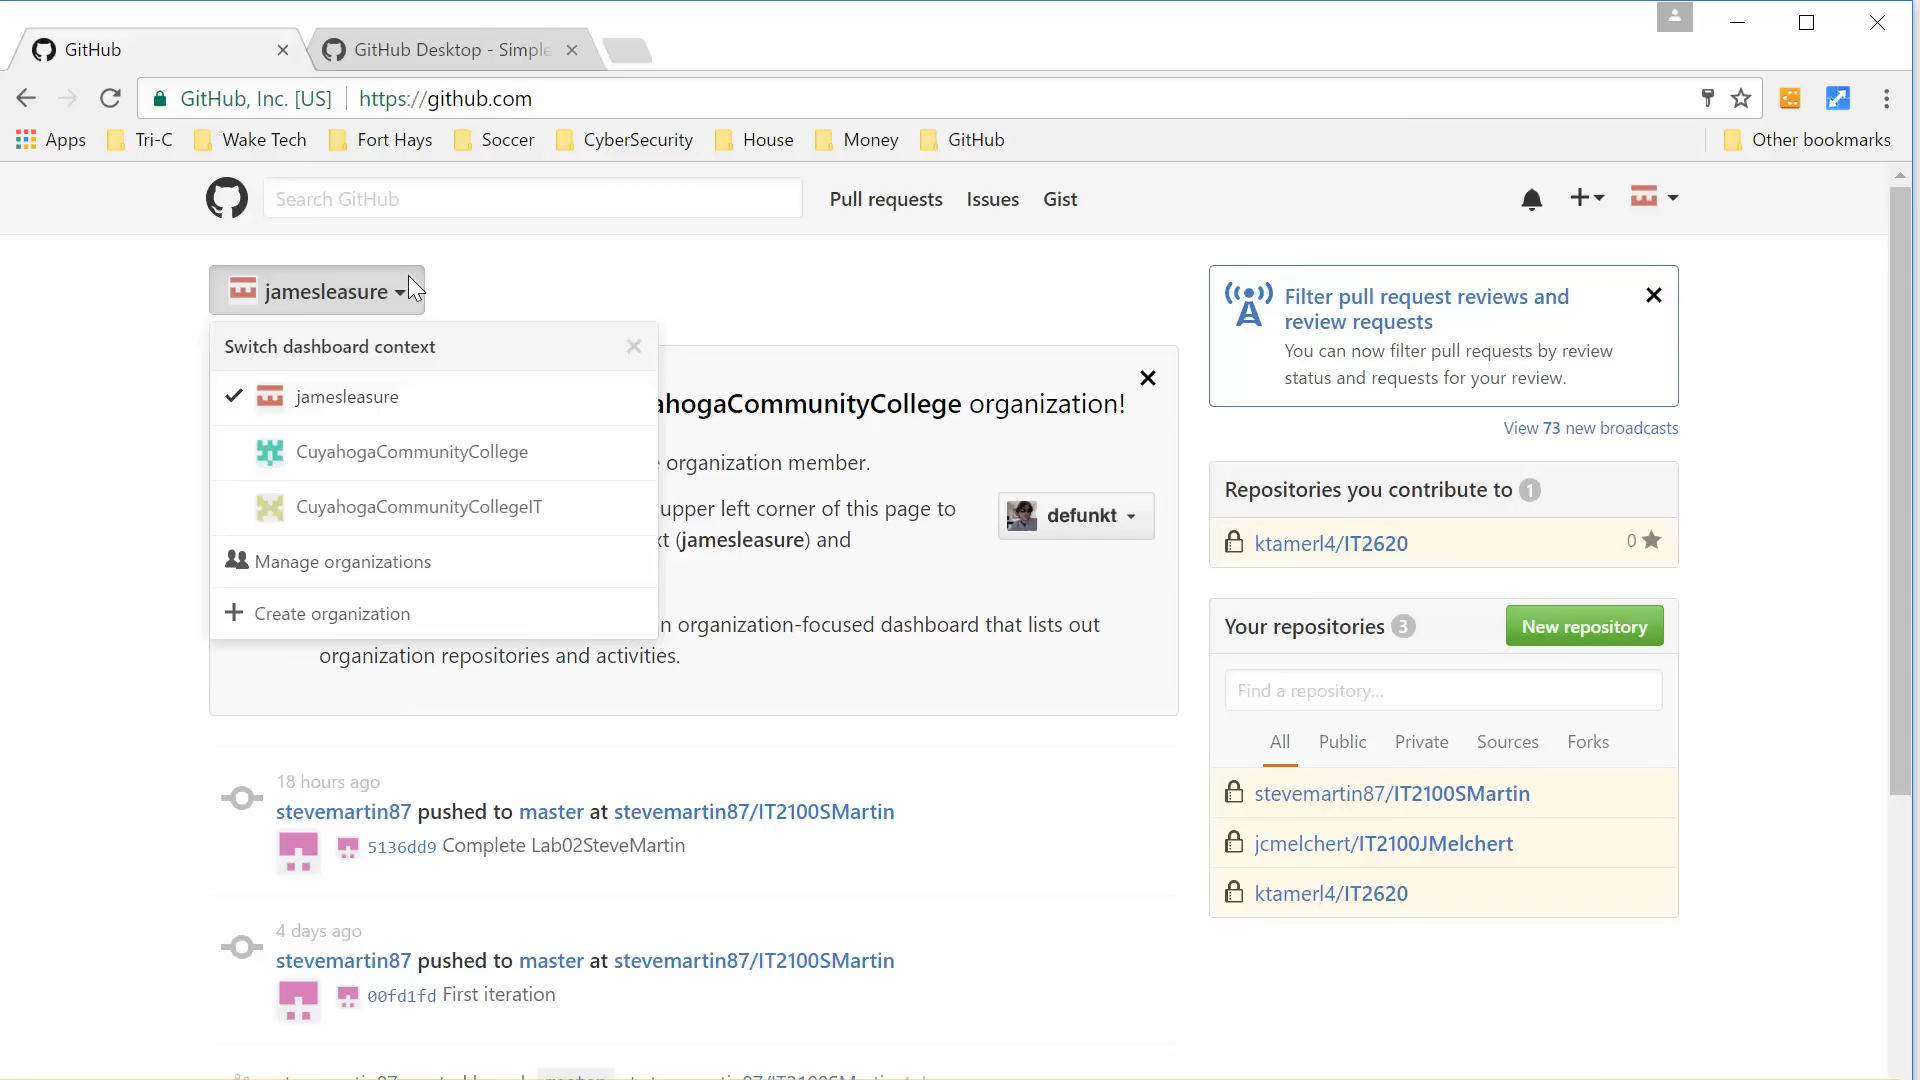 GitHub
GitHub Desktop - Simple
GitHub, Inc. [US]
https://github.com
Apps
Tri-C
Wake Tech
Fort Hays
Soccer
CyberSecurity
House
Money
GitHub
Other bookmarks
Search GitHub
Pull requests
Issues
Gist
jamesleasure
Switch dashboard context
jamesleasure
CuyahogaCommunityCollege
CuyahogaCommunityCollegeIT
Manage organizations
Create organization
ahogaCommunityCollege organization!
organization member.
upper left corner of this page to
(jamesleasure) and
defunkt
organization-focused dashboard that lists out
organization repositories and activities.
18 hours ago
stevemartin87 pushed to master at stevemartin87/IT2100SMartin
5136dd9 Complete Lab02SteveMartin
4 days ago
stevemartin87 pushed to master at stevemartin87/IT2100SMartin
00fd1fd First iteration
Filter pull request reviews and
review requests
You can now filter pull requests by review
status and requests for your review.
View 73 new broadcasts
Repositories you contribute to 1
ktamerl4/IT2620
0
Your repositories 3
New repository
Find a repository...
All
Public
Private
Sources
Forks
stevemartin87/IT2100SMartin
jcmelchert/IT2100JMelchert
ktamerl4/IT2620